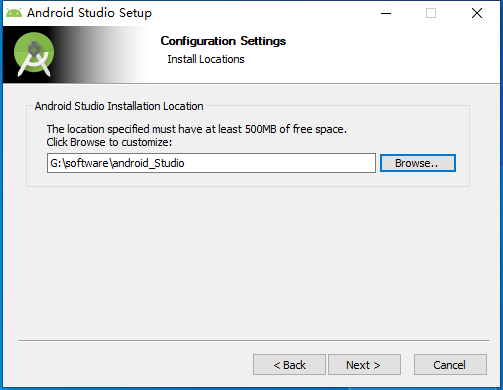 Android Studio Setup
Configuration Settings
Install Locations
Android Studio Installation Location
The location specified must have at least 500MB of free space.
Click Browse to customize:
G:\software\android_Studio
Browse..
< Back
Next >
Cancel